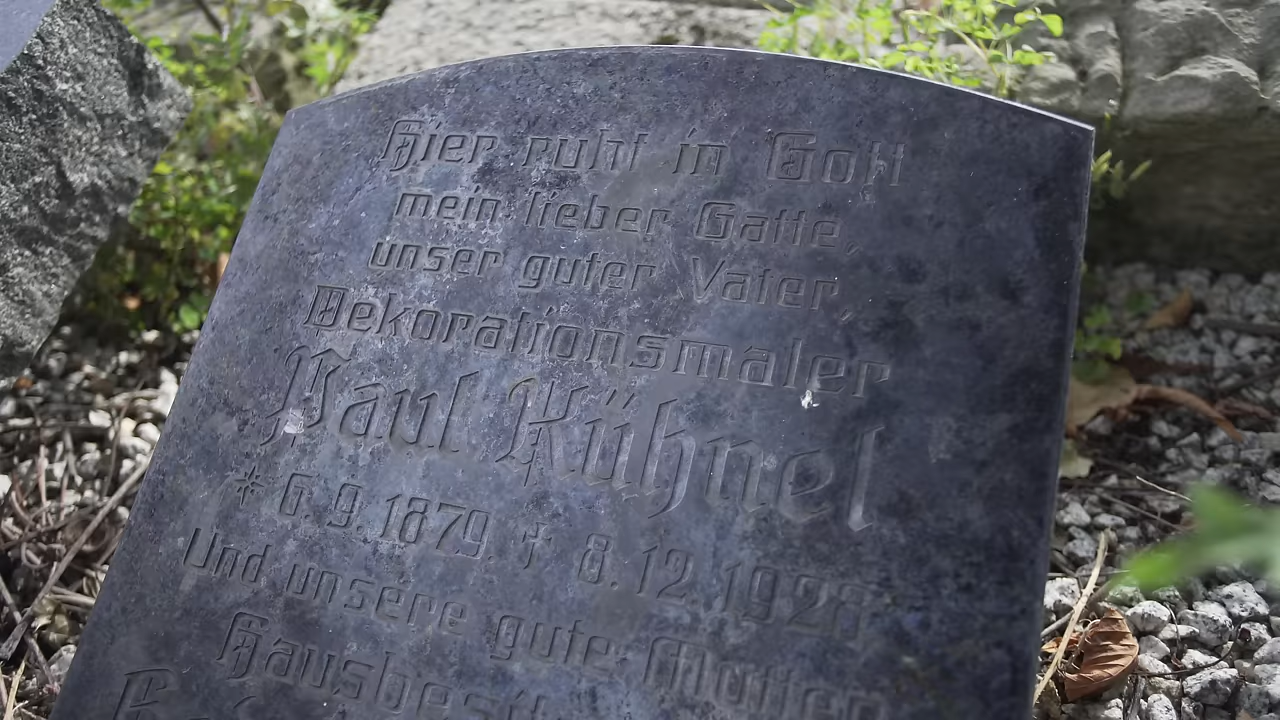 Hier ruht in Gott
mein lieber Gatte,
unser guter Vater,
Dekorationsmaler
Paul Kühnel
* 6. 9. 1879. † 8. 12. 1928
Und unsere gute Mutter